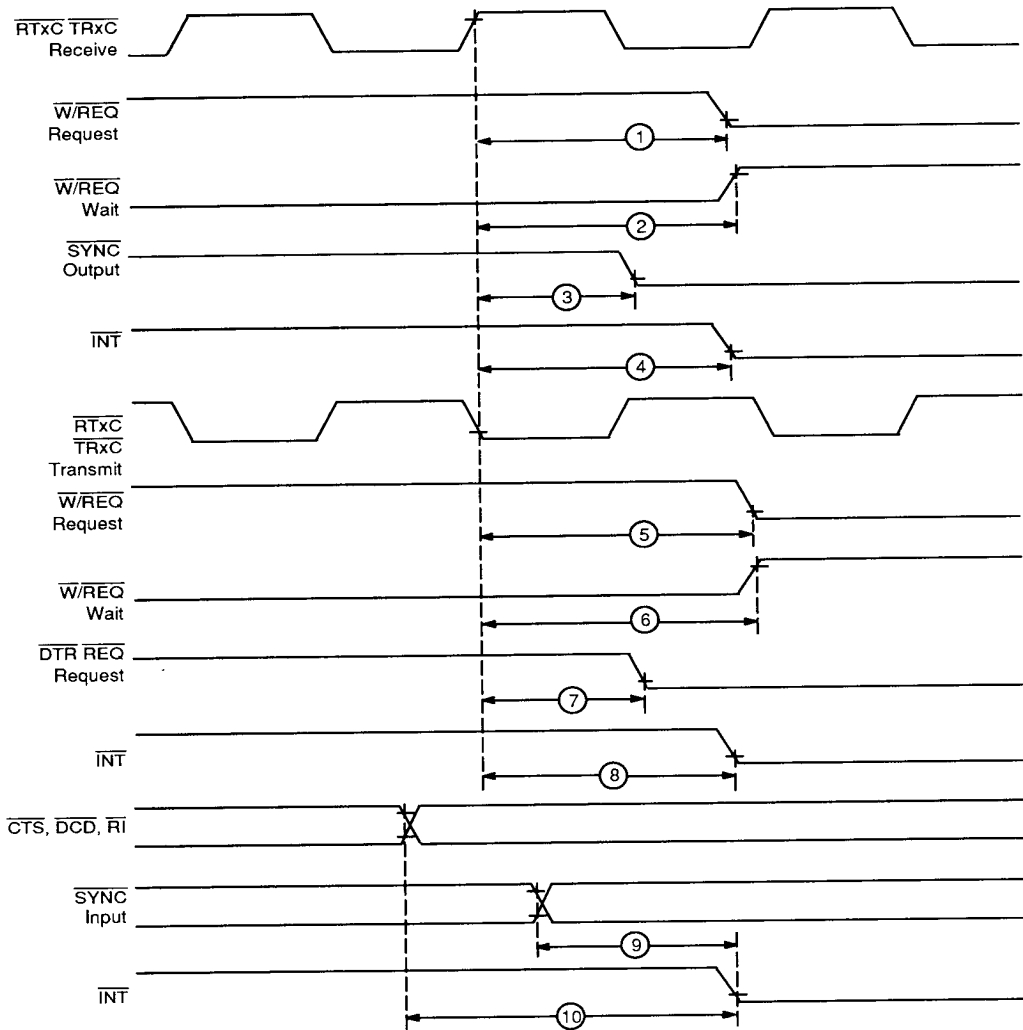 RTxC TRxC
Receive
W/REQ
Request
1
W/REQ
Wait
2
SYNC
Output
3
INT
4
RTxC
TRxC
Transmit
W/REQ
Request
5
W/REQ
Wait
6
DTR REQ
Request
7
INT
8
CTS, DCD, RI
SYNC
Input
9
INT
10